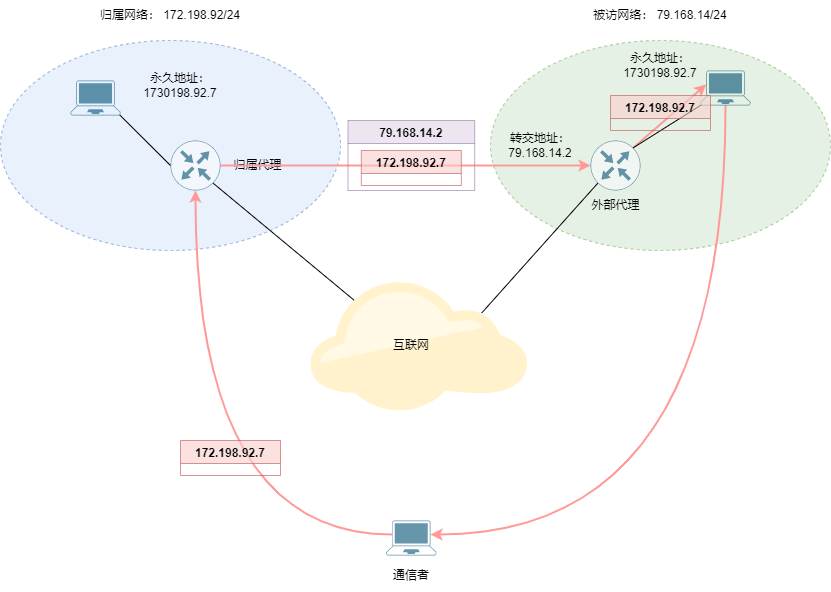 归属网络： 172.198.92/24
被访网络： 79.168.14/24
永久地址：
1730198.92.7
永久地址：
1730198.92.7
172.198.92.7
79.168.14.2
172.198.92.7
转交地址：
79.168.14.2
归属代理
外部代理
互联网
172.198.92.7
通信者